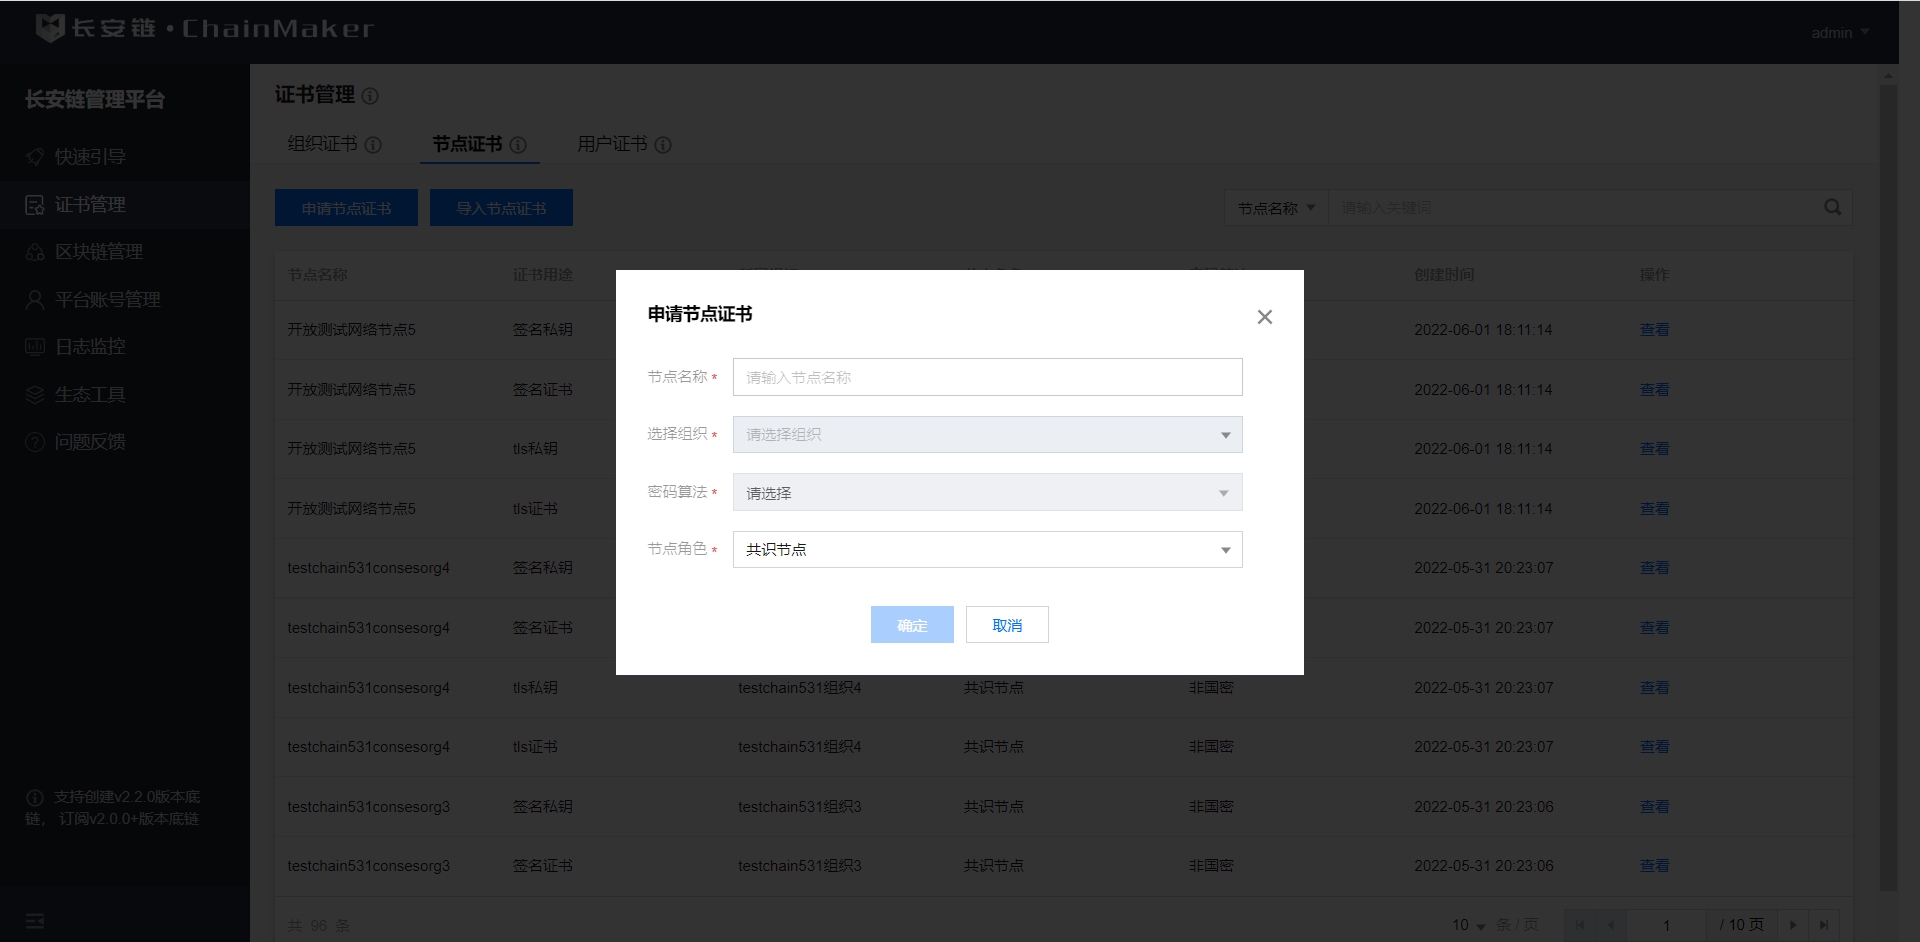 长安链·ChainMaker
admin
长安链管理平台
快速引导
证书管理
区块链管理
平台账号管理
日志监控
生态工具
问题反馈
支持创建v2.2.0版本底
链， 订阅v2.0.0+版本底链
证书管理
组织证书 节点证书 用户证书
申请节点证书 导入节点证书 节点名称 请输入关键词
节点名称 证书用途 创建时间 操作
开放测试网络节点5 签名私钥 2022-06-01 18:11:14 查看
开放测试网络节点5 签名证书 2022-06-01 18:11:14 查看
开放测试网络节点5 tls私钥 2022-06-01 18:11:14 查看
开放测试网络节点5 tls证书 2022-06-01 18:11:14 查看
testchain531consesorg4 签名私钥 2022-05-31 20:23:07 查看
testchain531consesorg4 签名证书 2022-05-31 20:23:07 查看
testchain531consesorg4 tls私钥 testchain531组织4 共识节点 非国密 2022-05-31 20:23:07 查看
testchain531consesorg4 tls证书 testchain531组织4 共识节点 非国密 2022-05-31 20:23:07 查看
testchain531consesorg3 签名私钥 testchain531组织3 共识节点 非国密 2022-05-31 20:23:06 查看
testchain531consesorg3 签名证书 testchain531组织3 共识节点 非国密 2022-05-31 20:23:06 查看
共 96 条 10 条 / 页 1 / 10 页
申请节点证书
节点名称 * 请输入节点名称
选择组织 * 请选择组织
密码算法 * 请选择
节点角色 * 共识节点
确定 取消